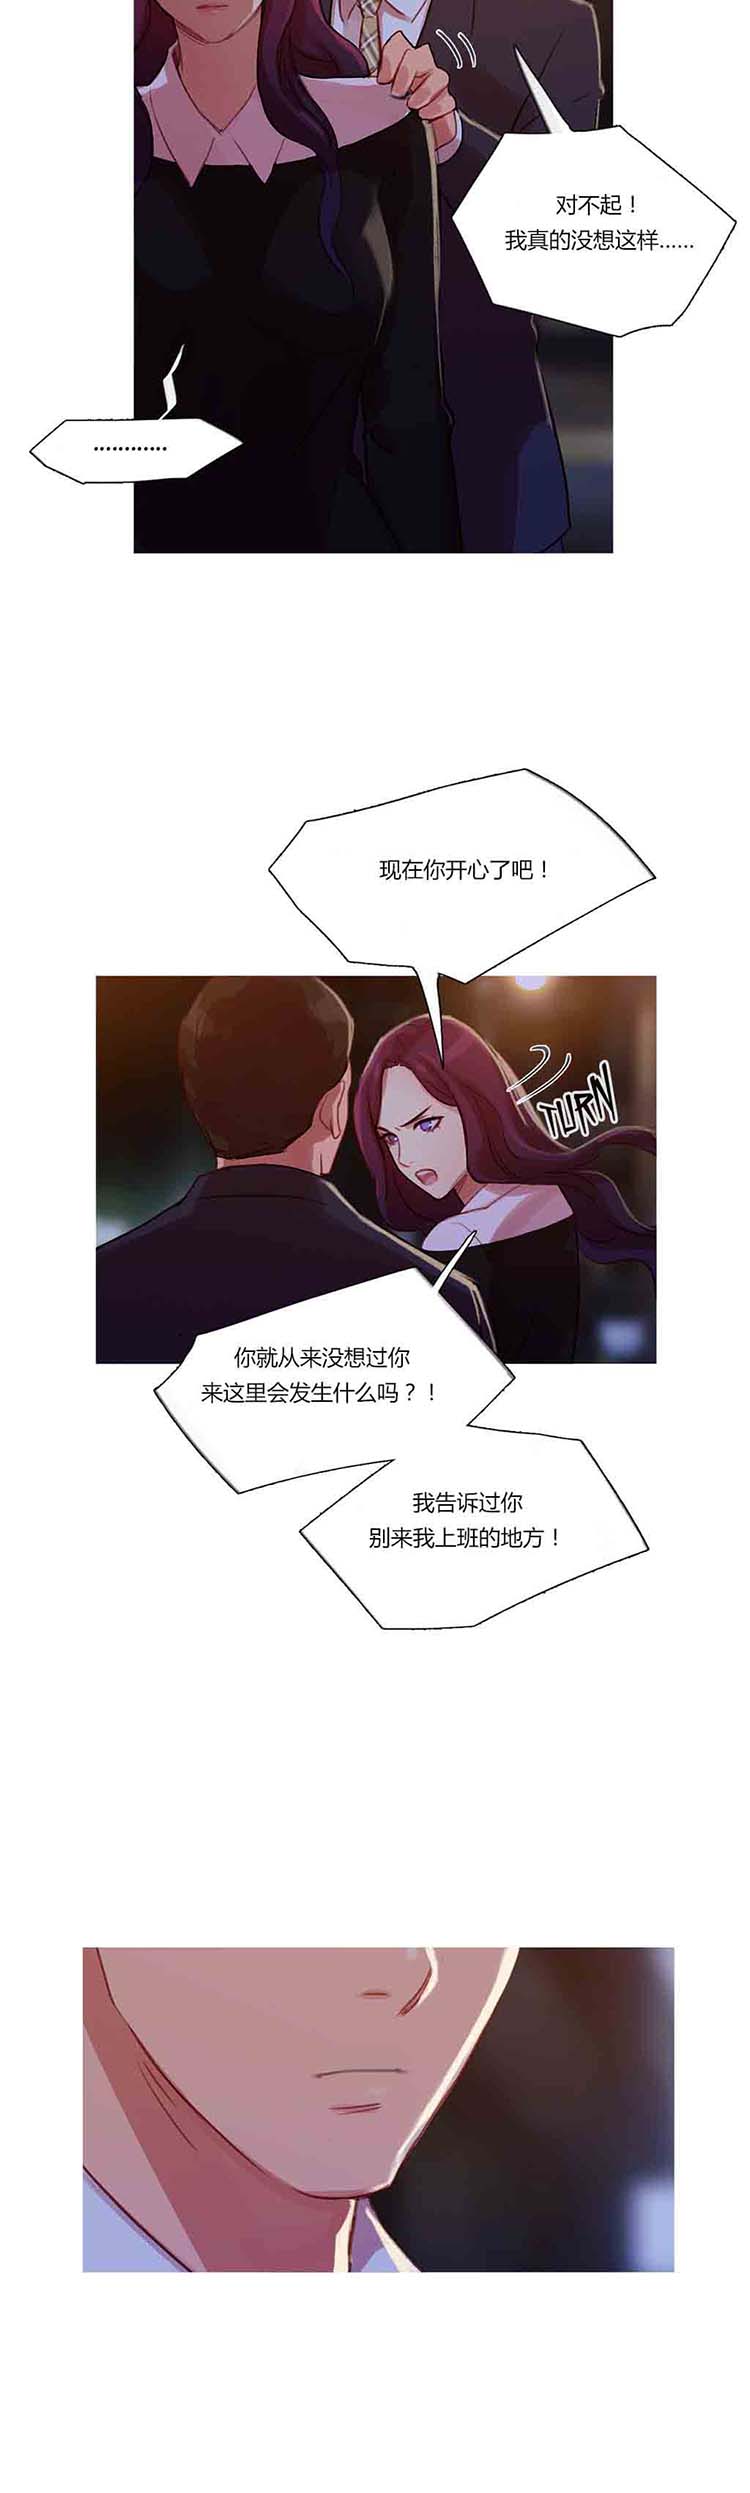 对不起！
我真的没想这样……
…………
现在你开心了吧！
TURN
你就从来没想过你
来这里会发生什么吗？！
我告诉过你
别来我上班的地方！